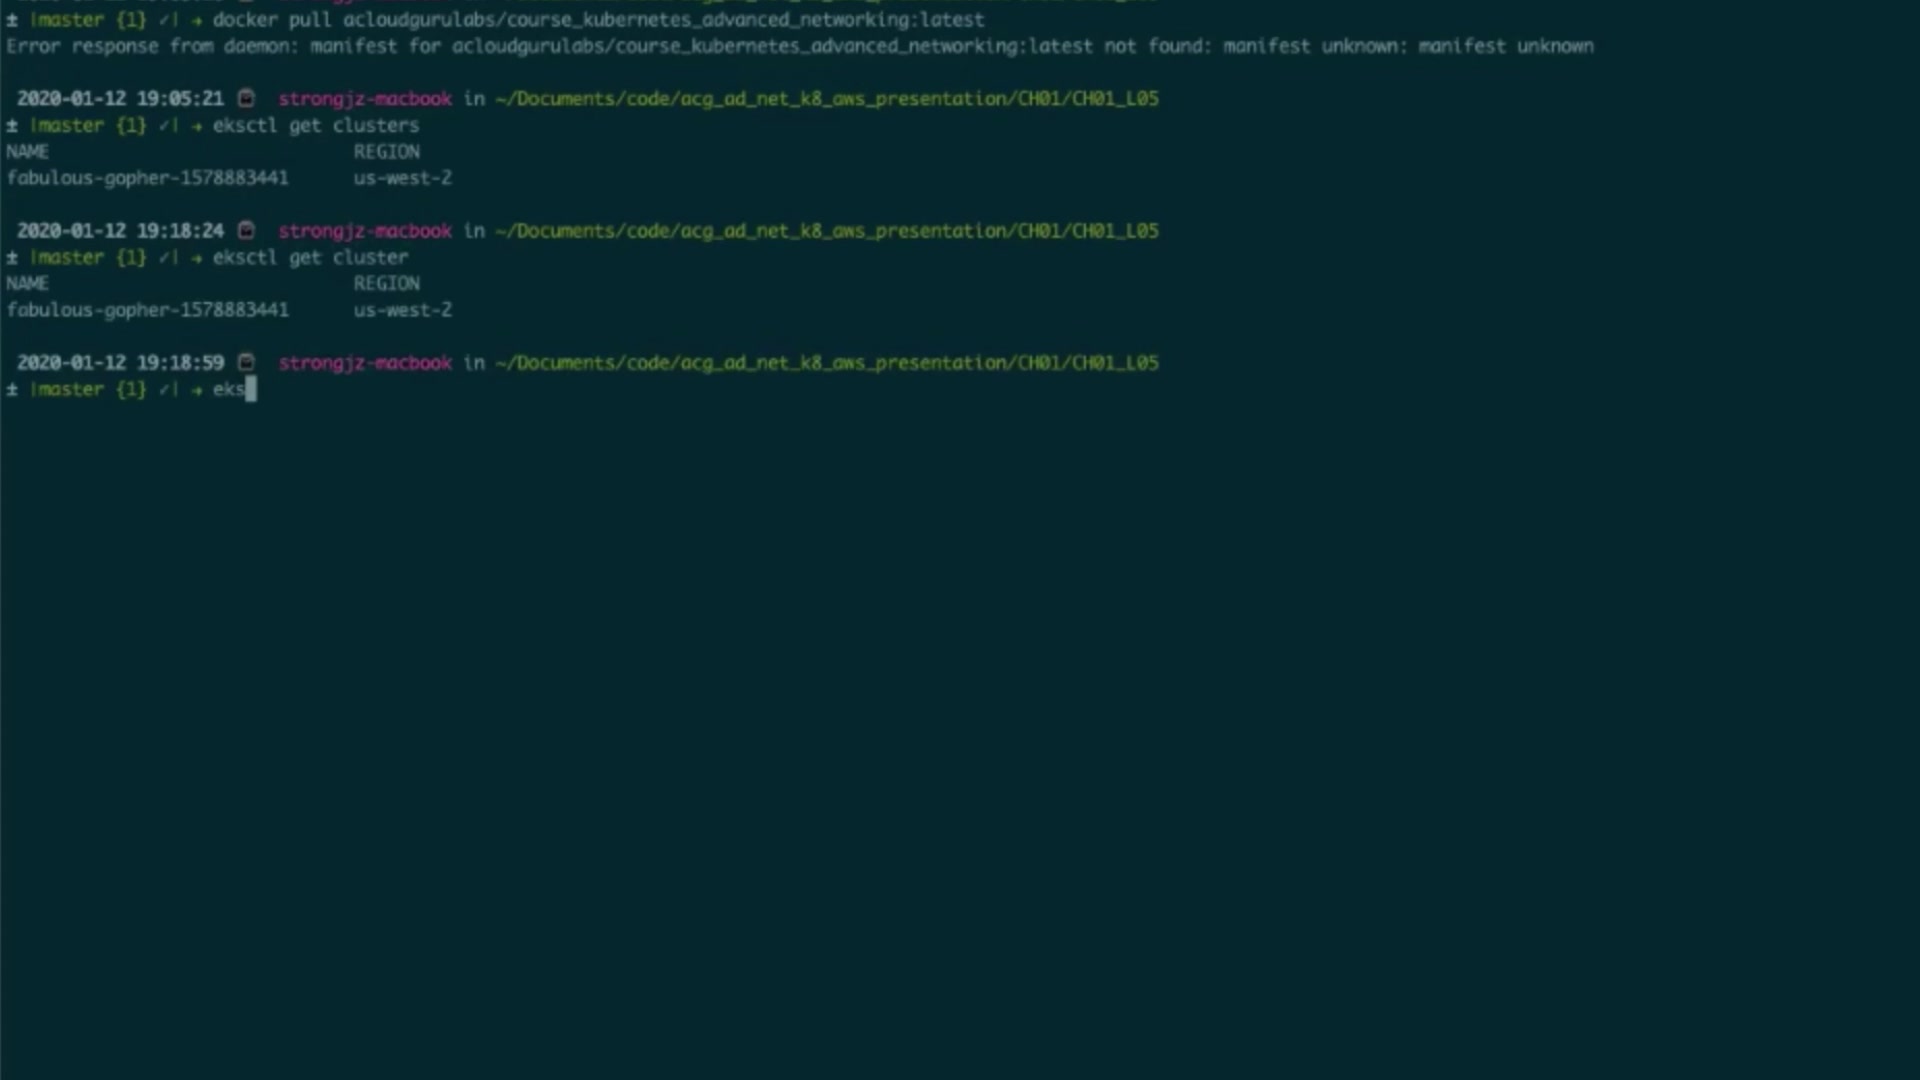 ± |master {1} ✓| → docker pull acloudgurulabs/course_kubernetes_advanced_networking:latest
Error response from daemon: manifest for acloudgurulabs/course_kubernetes_advanced_networking:latest not found: manifest unknown: manifest unknown
2020-01-12 19:05:21 strongjz-macbook in ~/Documents/code/acg_ad_net_k8_aws_presentation/CH01/CH01_L05
± |master {1} ✓| → eksctl get clusters
NAME REGION
fabulous-gopher-1578883441 us-west-2
2020-01-12 19:18:24 strongjz-macbook in ~/Documents/code/acg_ad_net_k8_aws_presentation/CH01/CH01_L05
± |master {1} ✓| → eksctl get cluster
NAME REGION
fabulous-gopher-1578883441 us-west-2
2020-01-12 19:18:59 strongjz-macbook in ~/Documents/code/acg_ad_net_k8_aws_presentation/CH01/CH01_L05
± |master {1} ✓| → eks